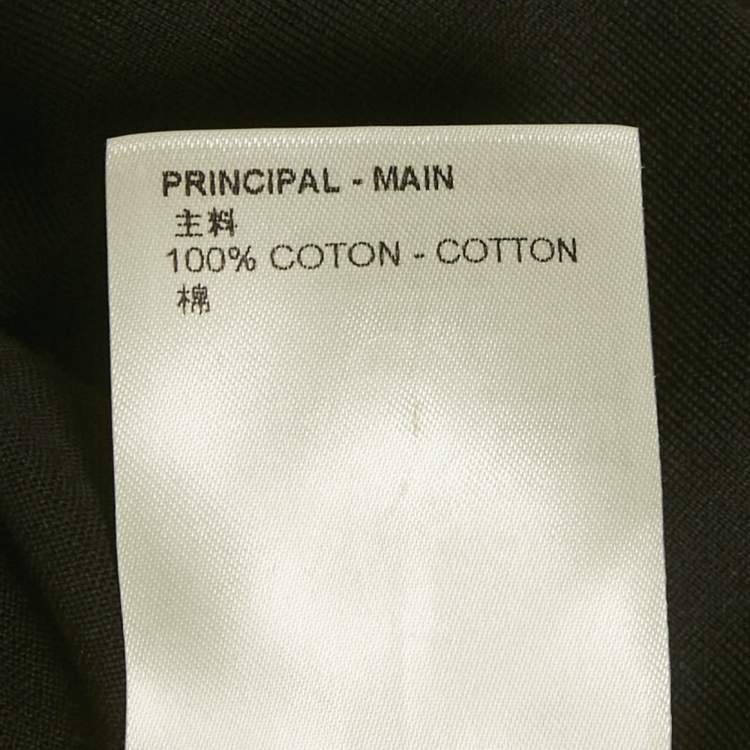 PRINCIPAL - MAIN
主料
100% COTON - COTTON
棉